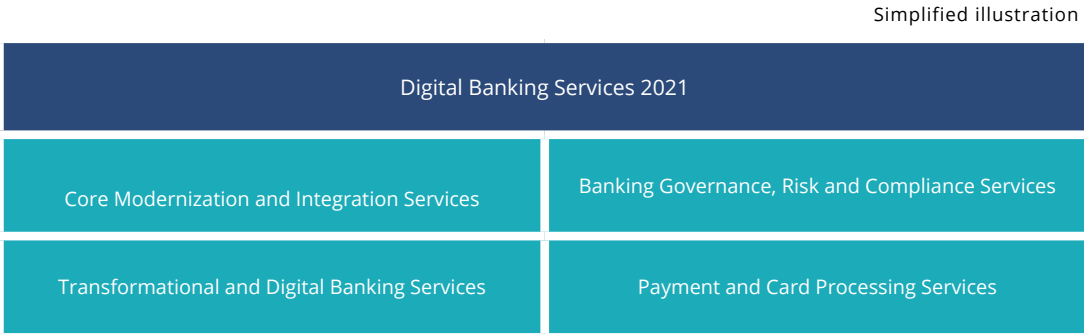 Simplified illustration
Digital Banking Services 2021
Core Modernization and Integration Services
Banking Governance, Risk and Compliance Services
Transformational and Digital Banking Services
Payment and Card Processing Services